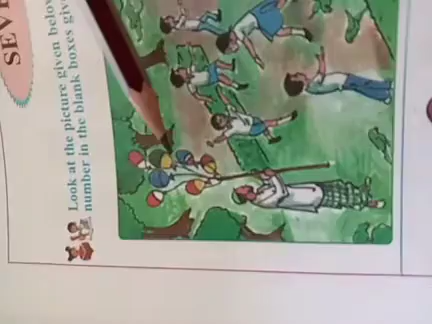 SEVE
Look at the picture given below
number in the blank boxes give